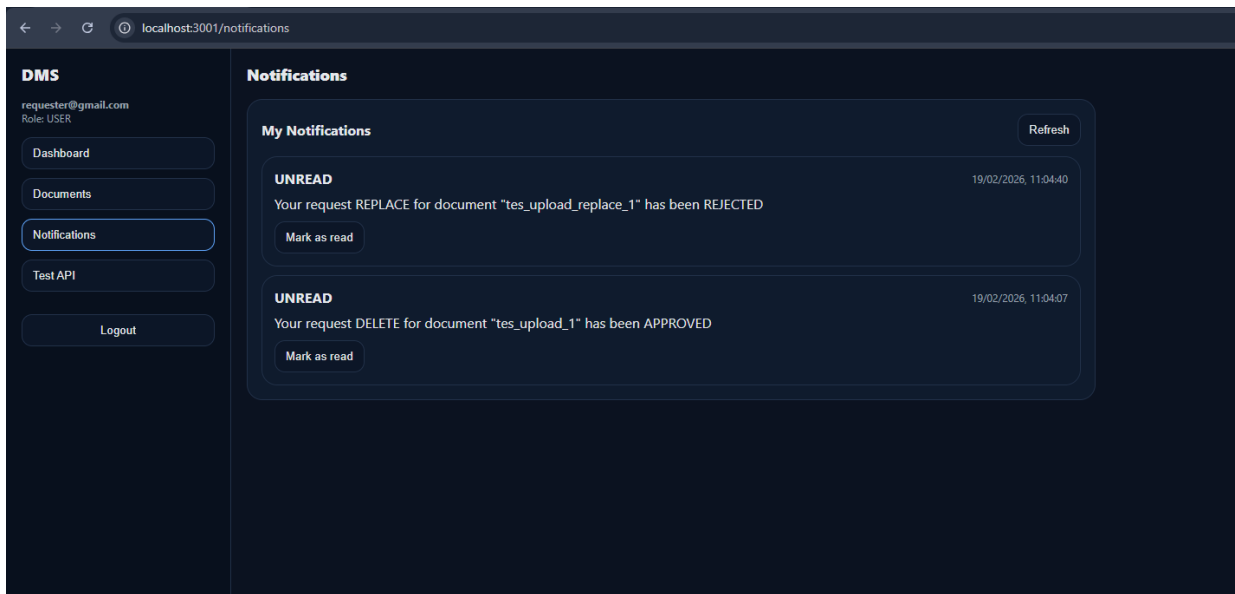 localhost:3001/notifications
DMS
requester@gmail.com
Role: USER
Dashboard
Documents
Notifications
Test API
Logout
Notifications
My Notifications
Refresh
UNREAD
19/02/2026, 11:04:40
Your request REPLACE for document "tes_upload_replace_1" has been REJECTED
Mark as read
UNREAD
19/02/2026, 11:04:07
Your request DELETE for document "tes_upload_1" has been APPROVED
Mark as read